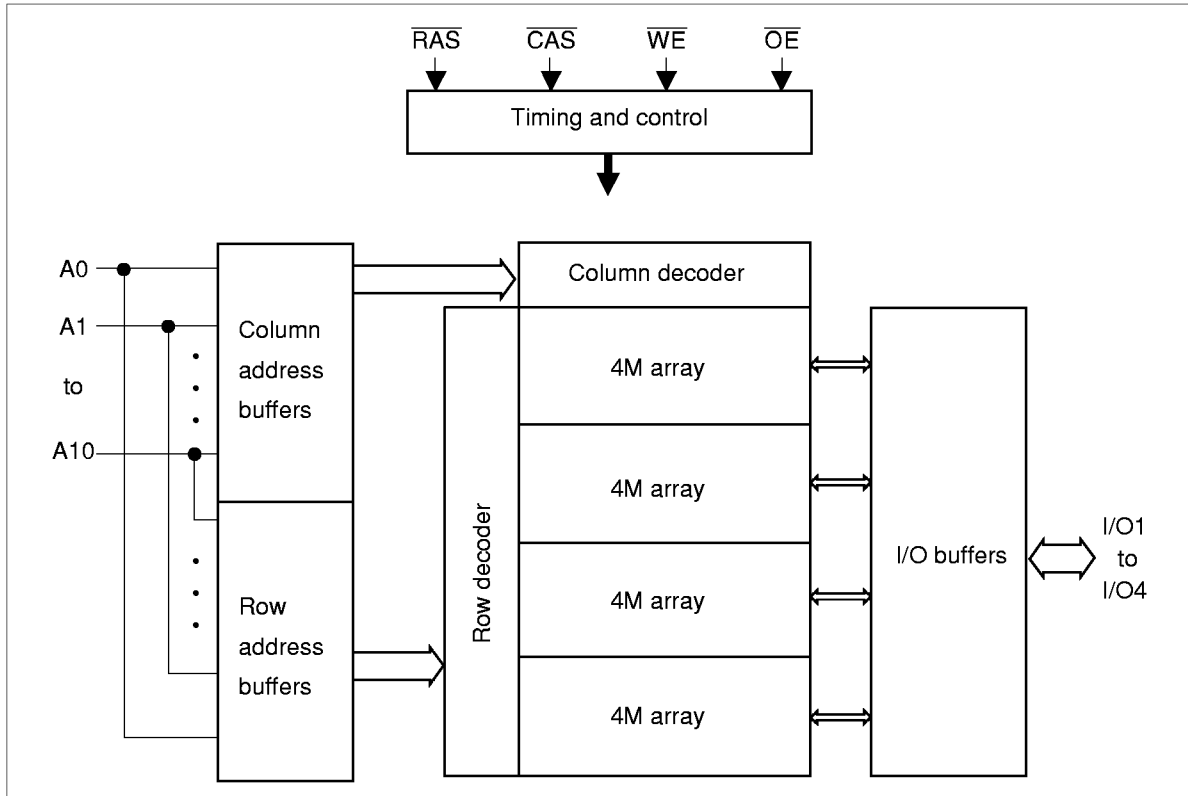 RAS CAS WE OE
Timing and control
A0
A1
to
A10
Column
address
buffers
Row
address
buffers
Column decoder
Row decoder
4M array
4M array
4M array
4M array
I/O buffers
I/O1
to
I/O4